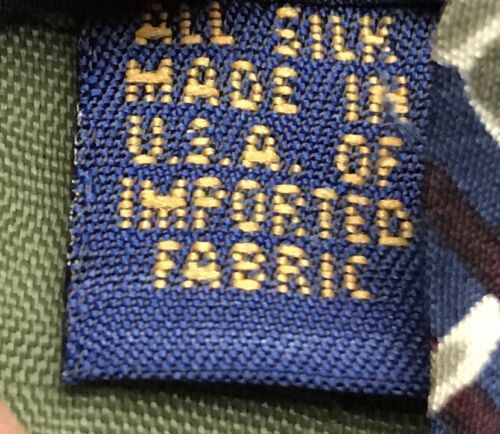 ALL SILK
MADE IN
U.S.A. OF
IMPORTED
FABRIC